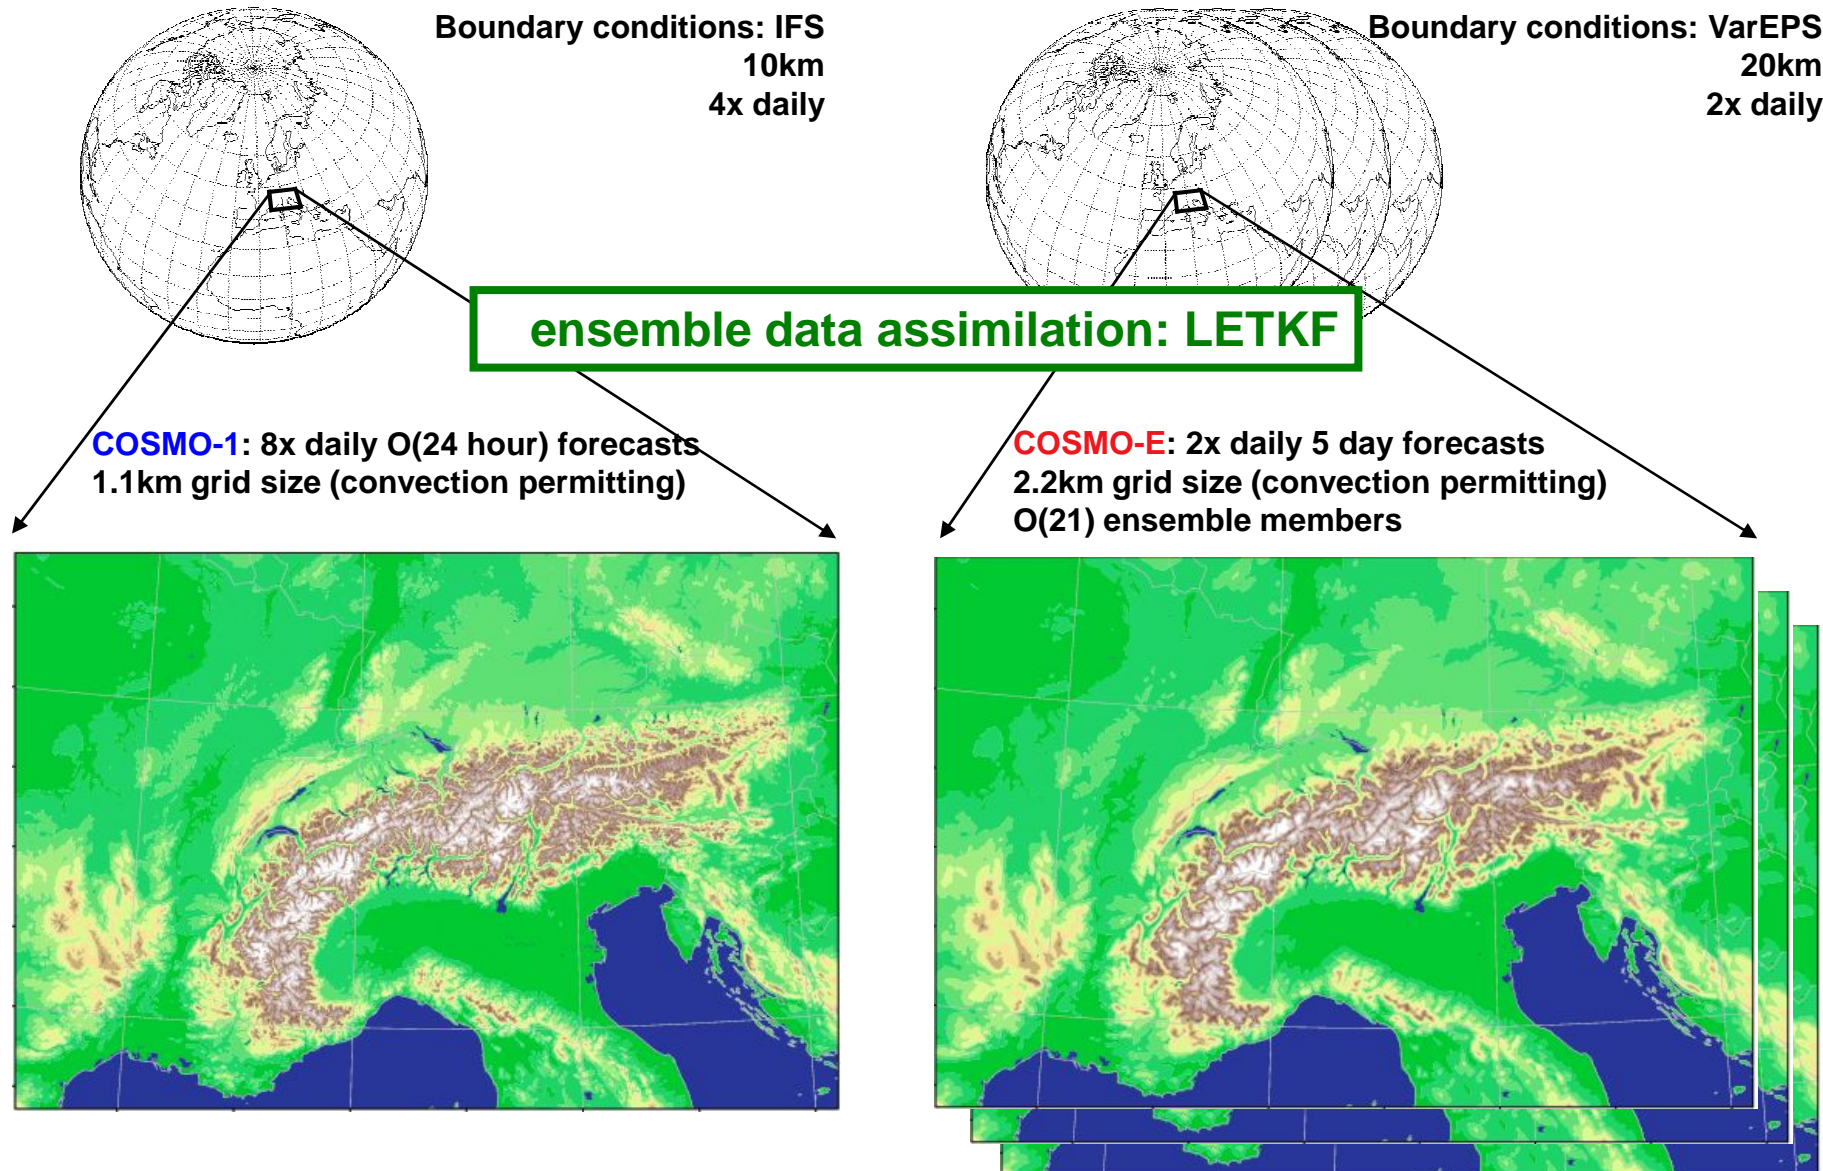 Boundary conditions: IFS
10km
4x daily
Boundary conditions: VarEPS
20km
2x daily
ensemble data assimilation: LETKF
COSMO-1: 8x daily O(24 hour) forecasts
1.1km grid size (convection permitting)
COSMO-E: 2x daily 5 day forecasts
2.2km grid size (convection permitting)
O(21) ensemble members